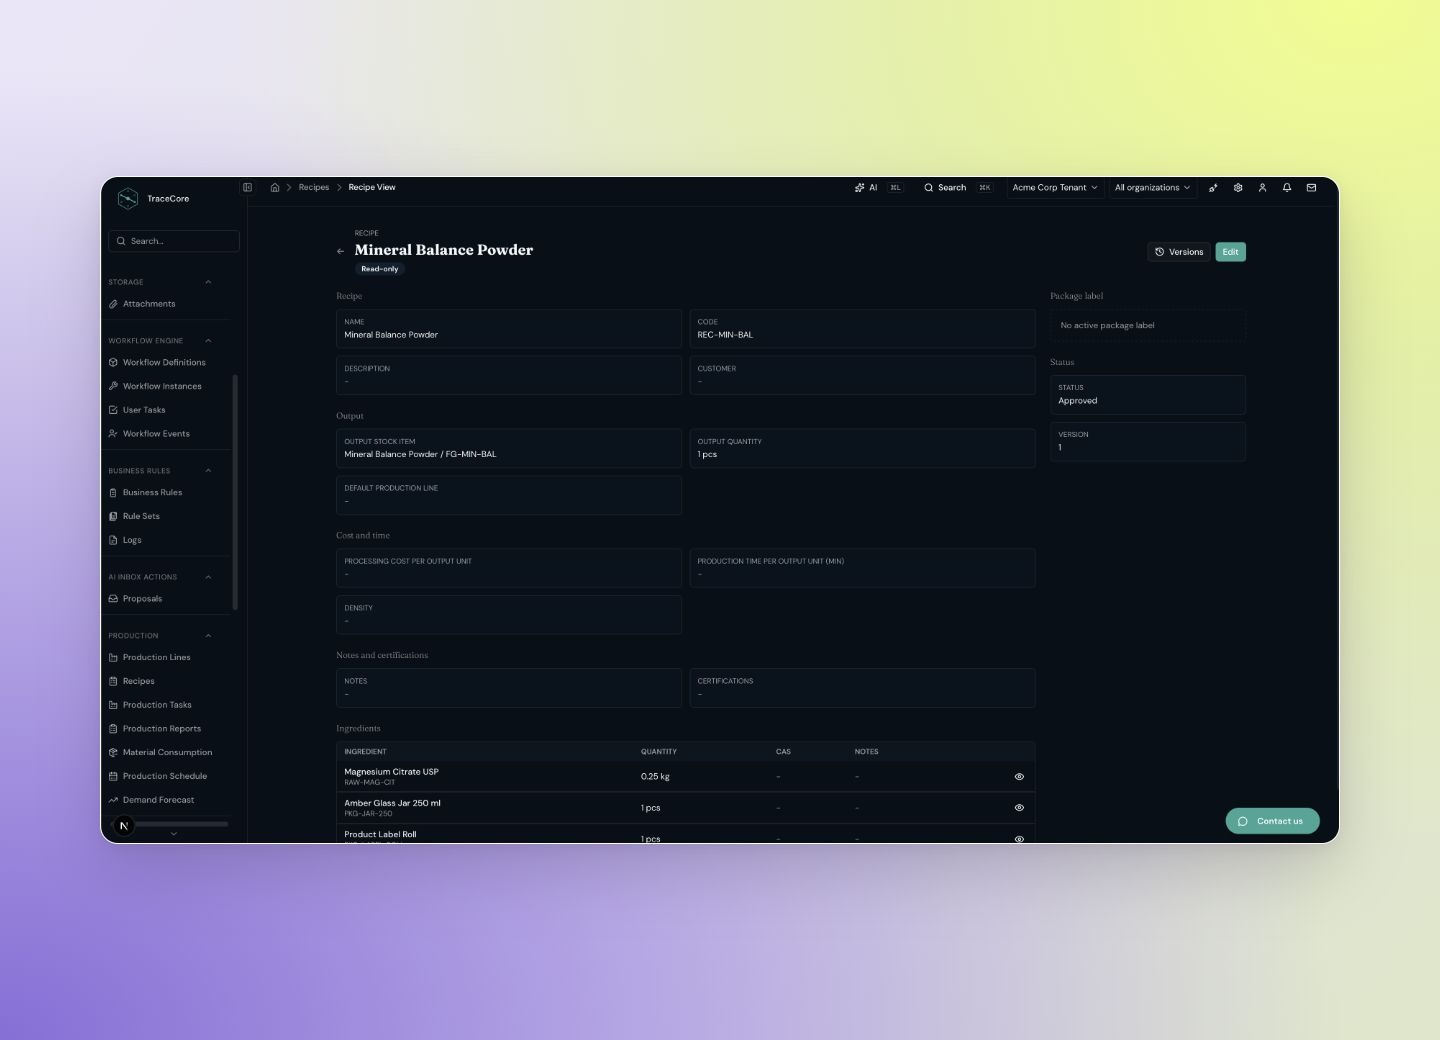 TraceCore
Recipes
Recipe View
AI ⌘L
Search ⌘K
Acme Corp Tenant
All organizations
Search...
STORAGE
Attachments
WORKFLOW ENGINE
Workflow Definitions
Workflow Instances
User Tasks
Workflow Events
BUSINESS RULES
Business Rules
Rule Sets
Logs
AI INBOX ACTIONS
Proposals
PRODUCTION
Production Lines
Recipes
Production Tasks
Production Reports
Material Consumption
Production Schedule
Demand Forecast
N
RECIPE
Mineral Balance Powder
Read-only
Versions
Edit
Recipe
NAME
Mineral Balance Powder
CODE
REC-MIN-BAL
DESCRIPTION
-
CUSTOMER
-
Output
OUTPUT STOCK ITEM
Mineral Balance Powder / FG-MIN-BAL
OUTPUT QUANTITY
1 pcs
DEFAULT PRODUCTION LINE
-
Cost and time
PROCESSING COST PER OUTPUT UNIT
-
PRODUCTION TIME PER OUTPUT UNIT (MIN)
-
DENSITY
-
Notes and certifications
NOTES
-
CERTIFICATIONS
-
Ingredients
INGREDIENT QUANTITY CAS NOTES
Magnesium Citrate USP
RAW-MAG-CIT
0.25 kg - -
Amber Glass Jar 250 ml
PKG-JAR-250
1 pcs - -
Product Label Roll
1 pcs - -
Package label
No active package label
Status
STATUS
Approved
VERSION
1
Contact us